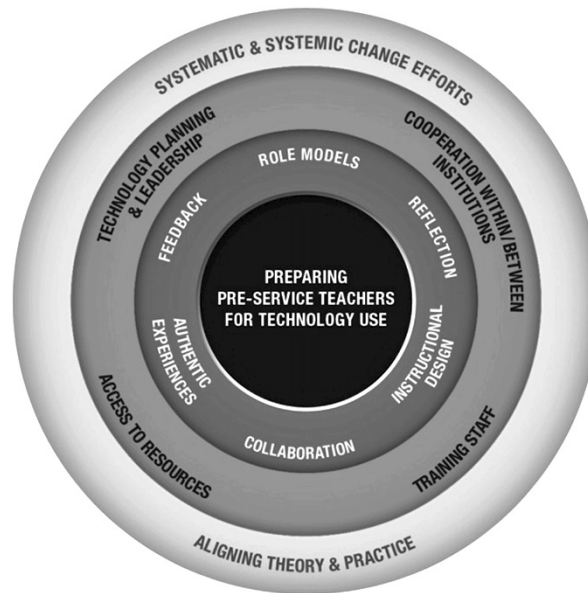 SYSTEMATIC & SYSTEMIC CHANGE EFFORTS
TECHNOLOGY PLANNING
& LEADERSHIP
COOPERATION WITHIN/BETWEEN
INSTITUTIONS
ROLE MODELS
FEEDBACK
REFLECTION
PREPARING
PRE-SERVICE TEACHERS
FOR TECHNOLOGY USE
AUTHENTIC
EXPERIENCES
INSTRUCTIONAL
DESIGN
COLLABORATION
ACCESS TO RESOURCES
TRAINING STAFF
ALIGNING THEORY & PRACTICE